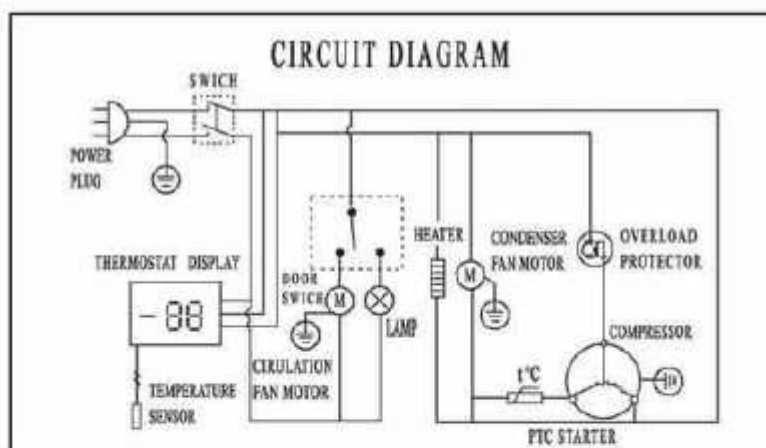 CIRCUIT DIAGRAM
SWICH
POWER
PLUG
THERMOSTAT DISPLAY
TEMPERATURE
SENSOR
DOOR
SWICH
M
CIRULATION
FAN MOTOR
LAMP
HEATER
M
CONDENSER
FAN MOTOR
OVERLOAD
PROTECTOR
COMPRESSOR
t°C
PTC STARTER